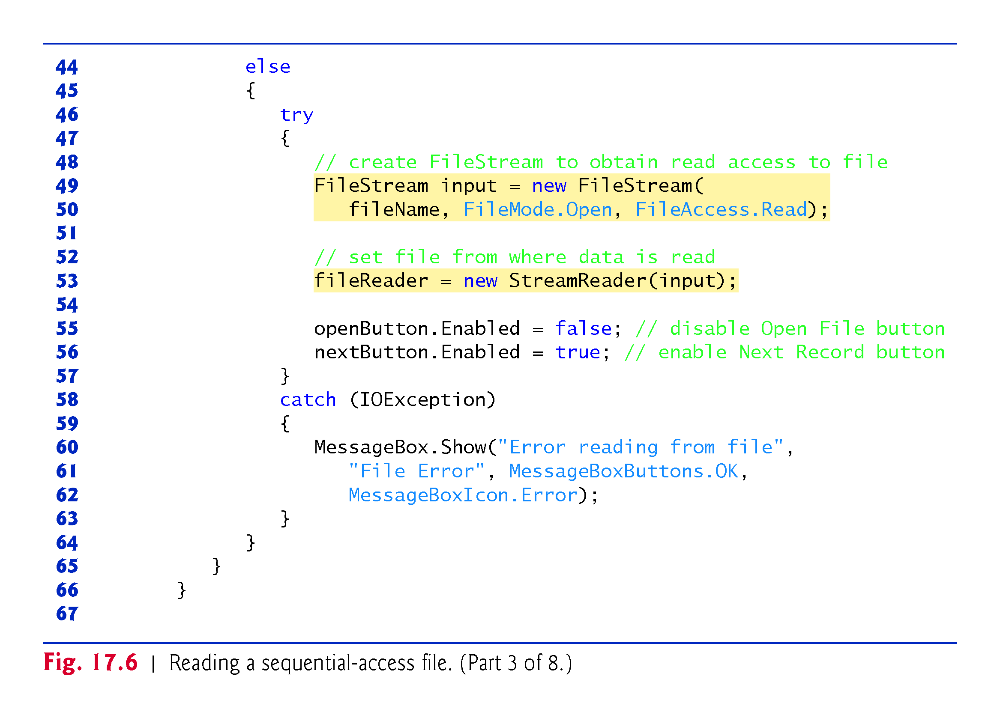 44 else
45 {
46 try
47 {
48 // create FileStream to obtain read access to file
49 FileStream input = new FileStream(
50 fileName, FileMode.Open, FileAccess.Read);
51
52 // set file from where data is read
53 fileReader = new StreamReader(input);
54
55 openButton.Enabled = false; // disable Open File button
56 nextButton.Enabled = true; // enable Next Record button
57 }
58 catch (IOException)
59 {
60 MessageBox.Show("Error reading from file",
61 "File Error", MessageBoxButtons.OK,
62 MessageBoxIcon.Error);
63 }
64 }
65 }
66 }
67
Fig. 17.6 | Reading a sequential-access file. (Part 3 of 8.)